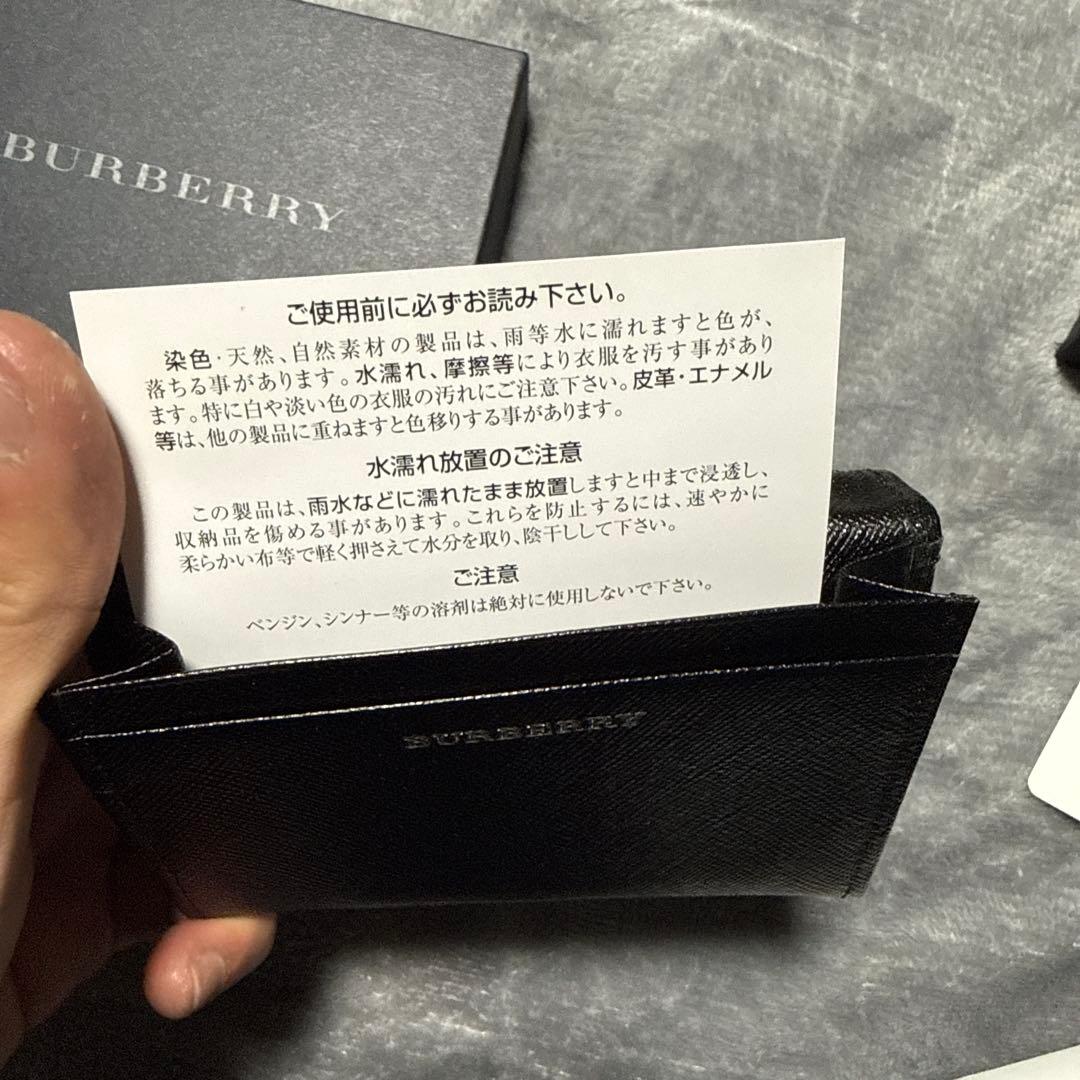 BURBERRY
ご使用前に必ずお読み下さい。
染色・天然、自然素材の製品は、雨等水に濡れますと色が、
落ちる事があります。水濡れ、摩擦等により衣服を汚す事があり
ます。特に白や淡い色の衣服の汚れにご注意下さい。皮革・エナメル
等は、他の製品に重ねますと色移りする事があります。
水濡れ放置のご注意
この製品は、雨水などに濡れたまま放置しますと中まで浸透し、
収納品を傷める事があります。これらを防止するには、速やかに
柔らかい布等で軽く押さえて水分を取り、陰干しして下さい。
ご注意
ベンジン、シンナー等の溶剤は絶対に使用しないで下さい。
BURBERRY